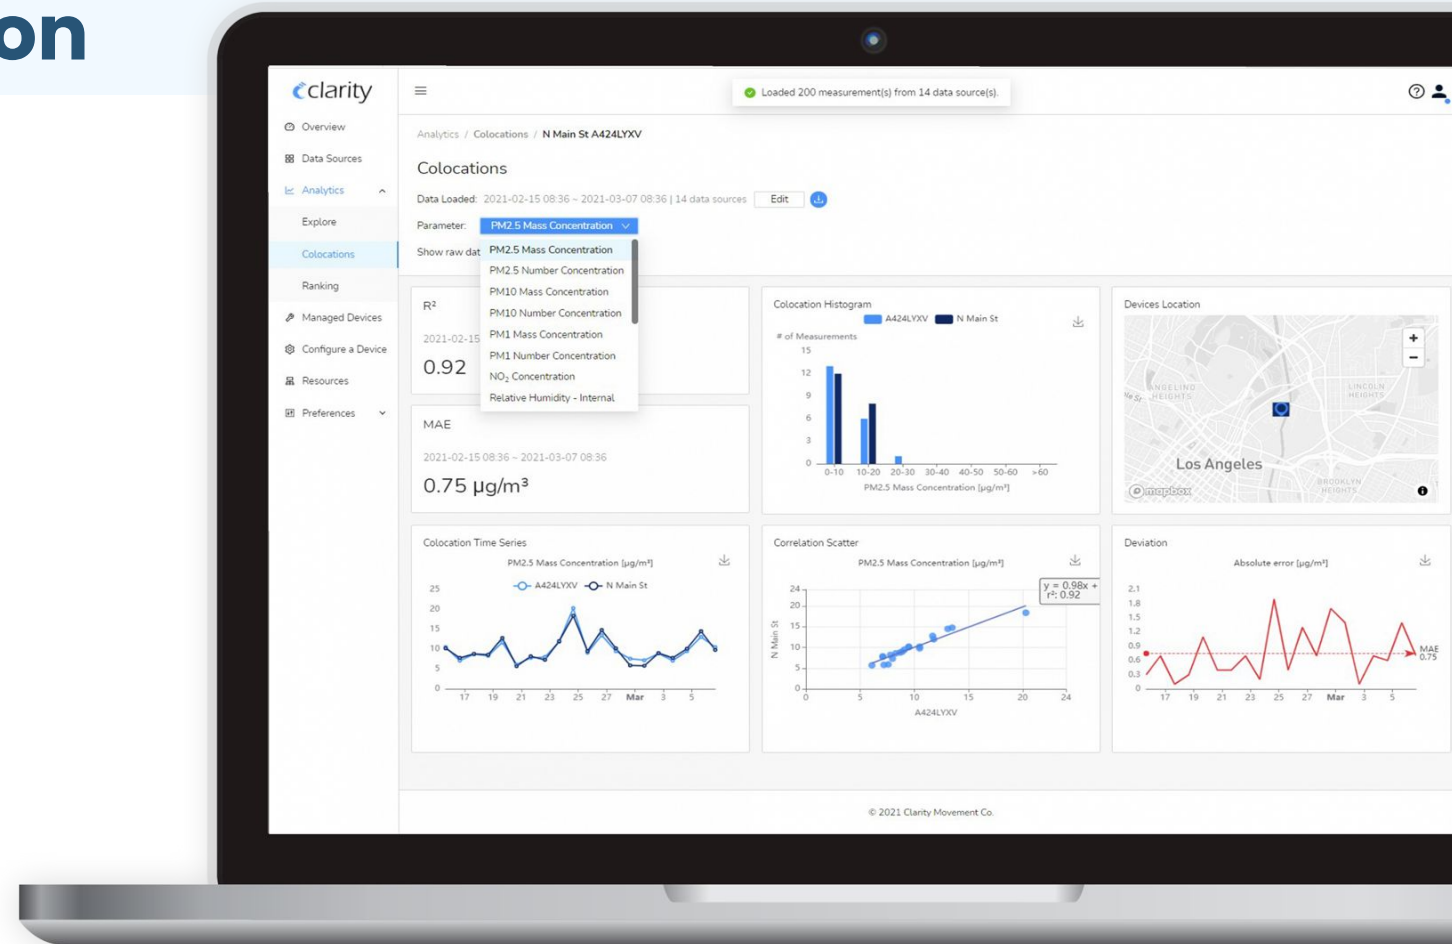 on
clarity
Loaded 200 measurement(s) from 14 data source(s).
Overview
Data Sources
Analytics
Explore
Colocations
Ranking
Managed Devices
Configure a Device
Resources
Preferences
Analytics / Colocations / N Main St A424LYXV
Colocations
Data Loaded: 2021-02-15 08:36 ~ 2021-03-07 08:36 | 14 data sources Edit
Parameter: PM2.5 Mass Concentration
Show raw dat
PM2.5 Mass Concentration
PM2.5 Number Concentration
PM10 Mass Concentration
PM10 Number Concentration
PM1 Mass Concentration
PM1 Number Concentration
NO₂ Concentration
Relative Humidity - Internal
R²
2021-02-15
0.92
MAE
2021-02-15 08:36 ~ 2021-03-07 08:36
0.75 µg/m³
Colocation Histogram
A424LYXV N Main St
# of Measurements
15
12
9
6
3
0
0-10 10-20 20-30 30-40 40-50 50-60 >60
PM2.5 Mass Concentration [µg/m³]
Devices Location
+
−
ANGELINO
HEIGHTS
LINCOLN
HEIGHTS
Los Angeles
BROOKLYN
HEIGHTS
mapbox
Colocation Time Series
PM2.5 Mass Concentration [µg/m³]
A424LYXV N Main St
25
20
15
10
5
0
17 19 21 23 25 27 Mar 3 5
Correlation Scatter
PM2.5 Mass Concentration [µg/m³]
y = 0.98x +
r²: 0.92
N Main St
24
20
15
10
5
0
0 5 10 15 20 24
A424LYXV
Deviation
Absolute error [µg/m³]
2.1
1.8
1.5
1.2
0.9
0.6
0.3
0
MAE
0.75
17 19 21 23 25 27 Mar 3 5
© 2021 Clarity Movement Co.